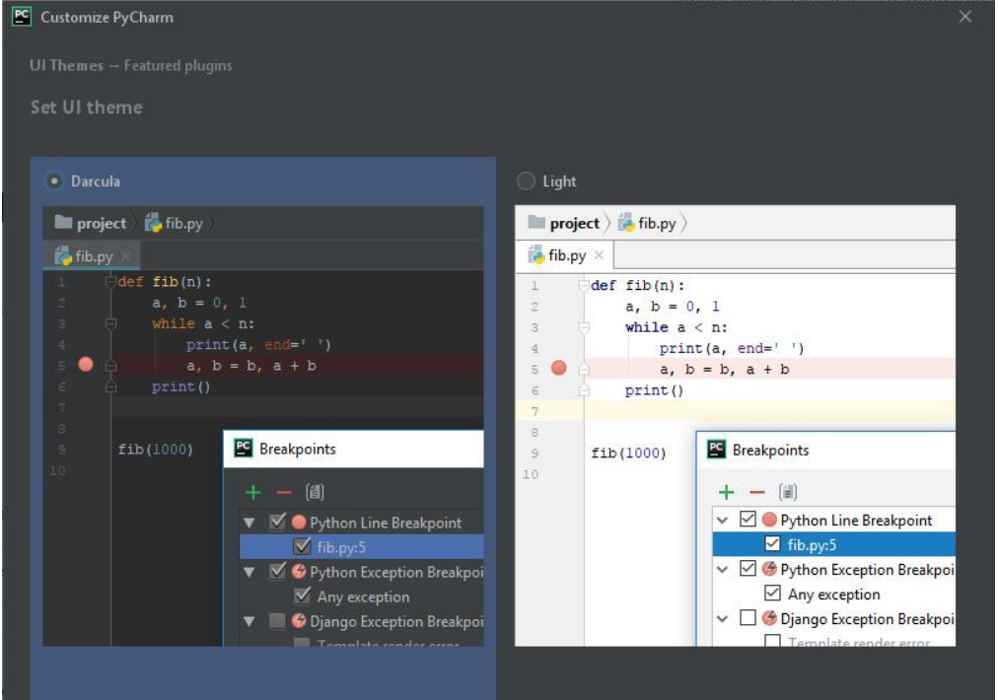 PC Customize PyCharm
UI Themes → Featured plugins
Set UI theme
Darcula
project fib.py
fib.py
1 def fib(n):
2 a, b = 0, 1
3 while a < n:
4 print(a, end=' ')
5 a, b = b, a + b
6 print()
7
8
9 fib(1000)
10
PC Breakpoints
Python Line Breakpoint
fib.py:5
Python Exception Breakpoi
Any exception
Django Exception Breakpoi
Template render error
Light
project fib.py
fib.py
1 def fib(n):
2 a, b = 0, 1
3 while a < n:
4 print(a, end=' ')
5 a, b = b, a + b
6 print()
7
8
9 fib(1000)
10
PC Breakpoints
Python Line Breakpoint
fib.py:5
Python Exception Breakpoi
Any exception
Django Exception Breakpoi
Template render error